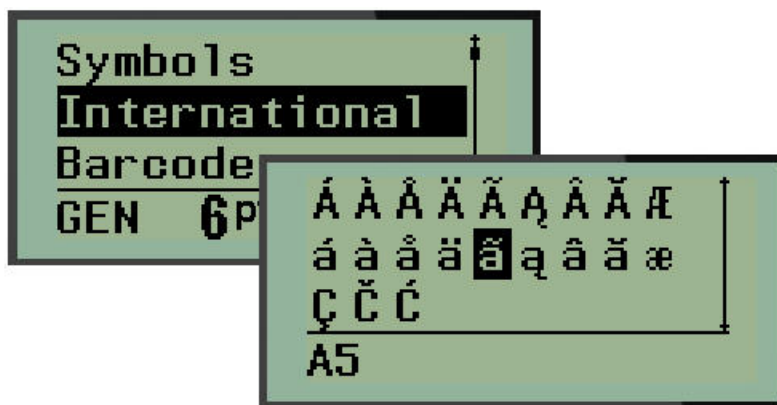 Symbols
International
Barcode
GEN 6
Á À Å Ä Ã Ą Â Ă Æ
á à å ä ã ą â ă æ
Ç Č Ć
A5